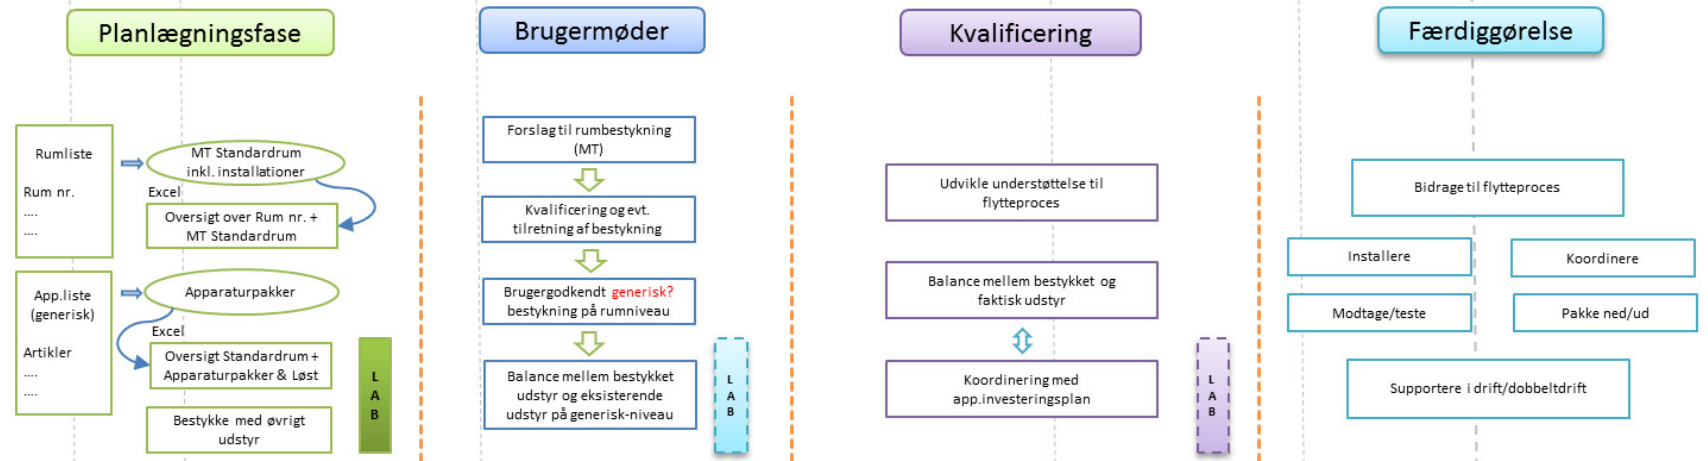 Planlægningsfase
Rumliste
Rum nr.
....
....
MT Standardrum
inkl. installationer
Excel
Oversigt over Rum nr. +
MT Standardrum
App.liste
(generisk)
Artikler
....
....
Apparaturpakker
Excel
Oversigt Standardrum +
Apparaturpakker & Løst
Bestykke med øvrigt
udstyr
L
A
B
Brugermøder
Forslag til rumbestykning
(MT)
Kvalificering og evt.
tilretning af bestykning
Brugergodkendt generisk?
bestykning på rumniveau
Balance mellem bestykket
udstyr og eksisterende
udstyr på generisk-niveau
L
A
B
Kvalificering
Udvikle understøttelse til
flytteproces
Balance mellem bestykket og
faktisk udstyr
Koordinering med
app.investeringsplan
L
A
B
Færdiggørelse
Bidrage til flytteproces
Installere
Koordinere
Modtage/teste
Pakke ned/ud
Supportere i drift/dobbeltdrift